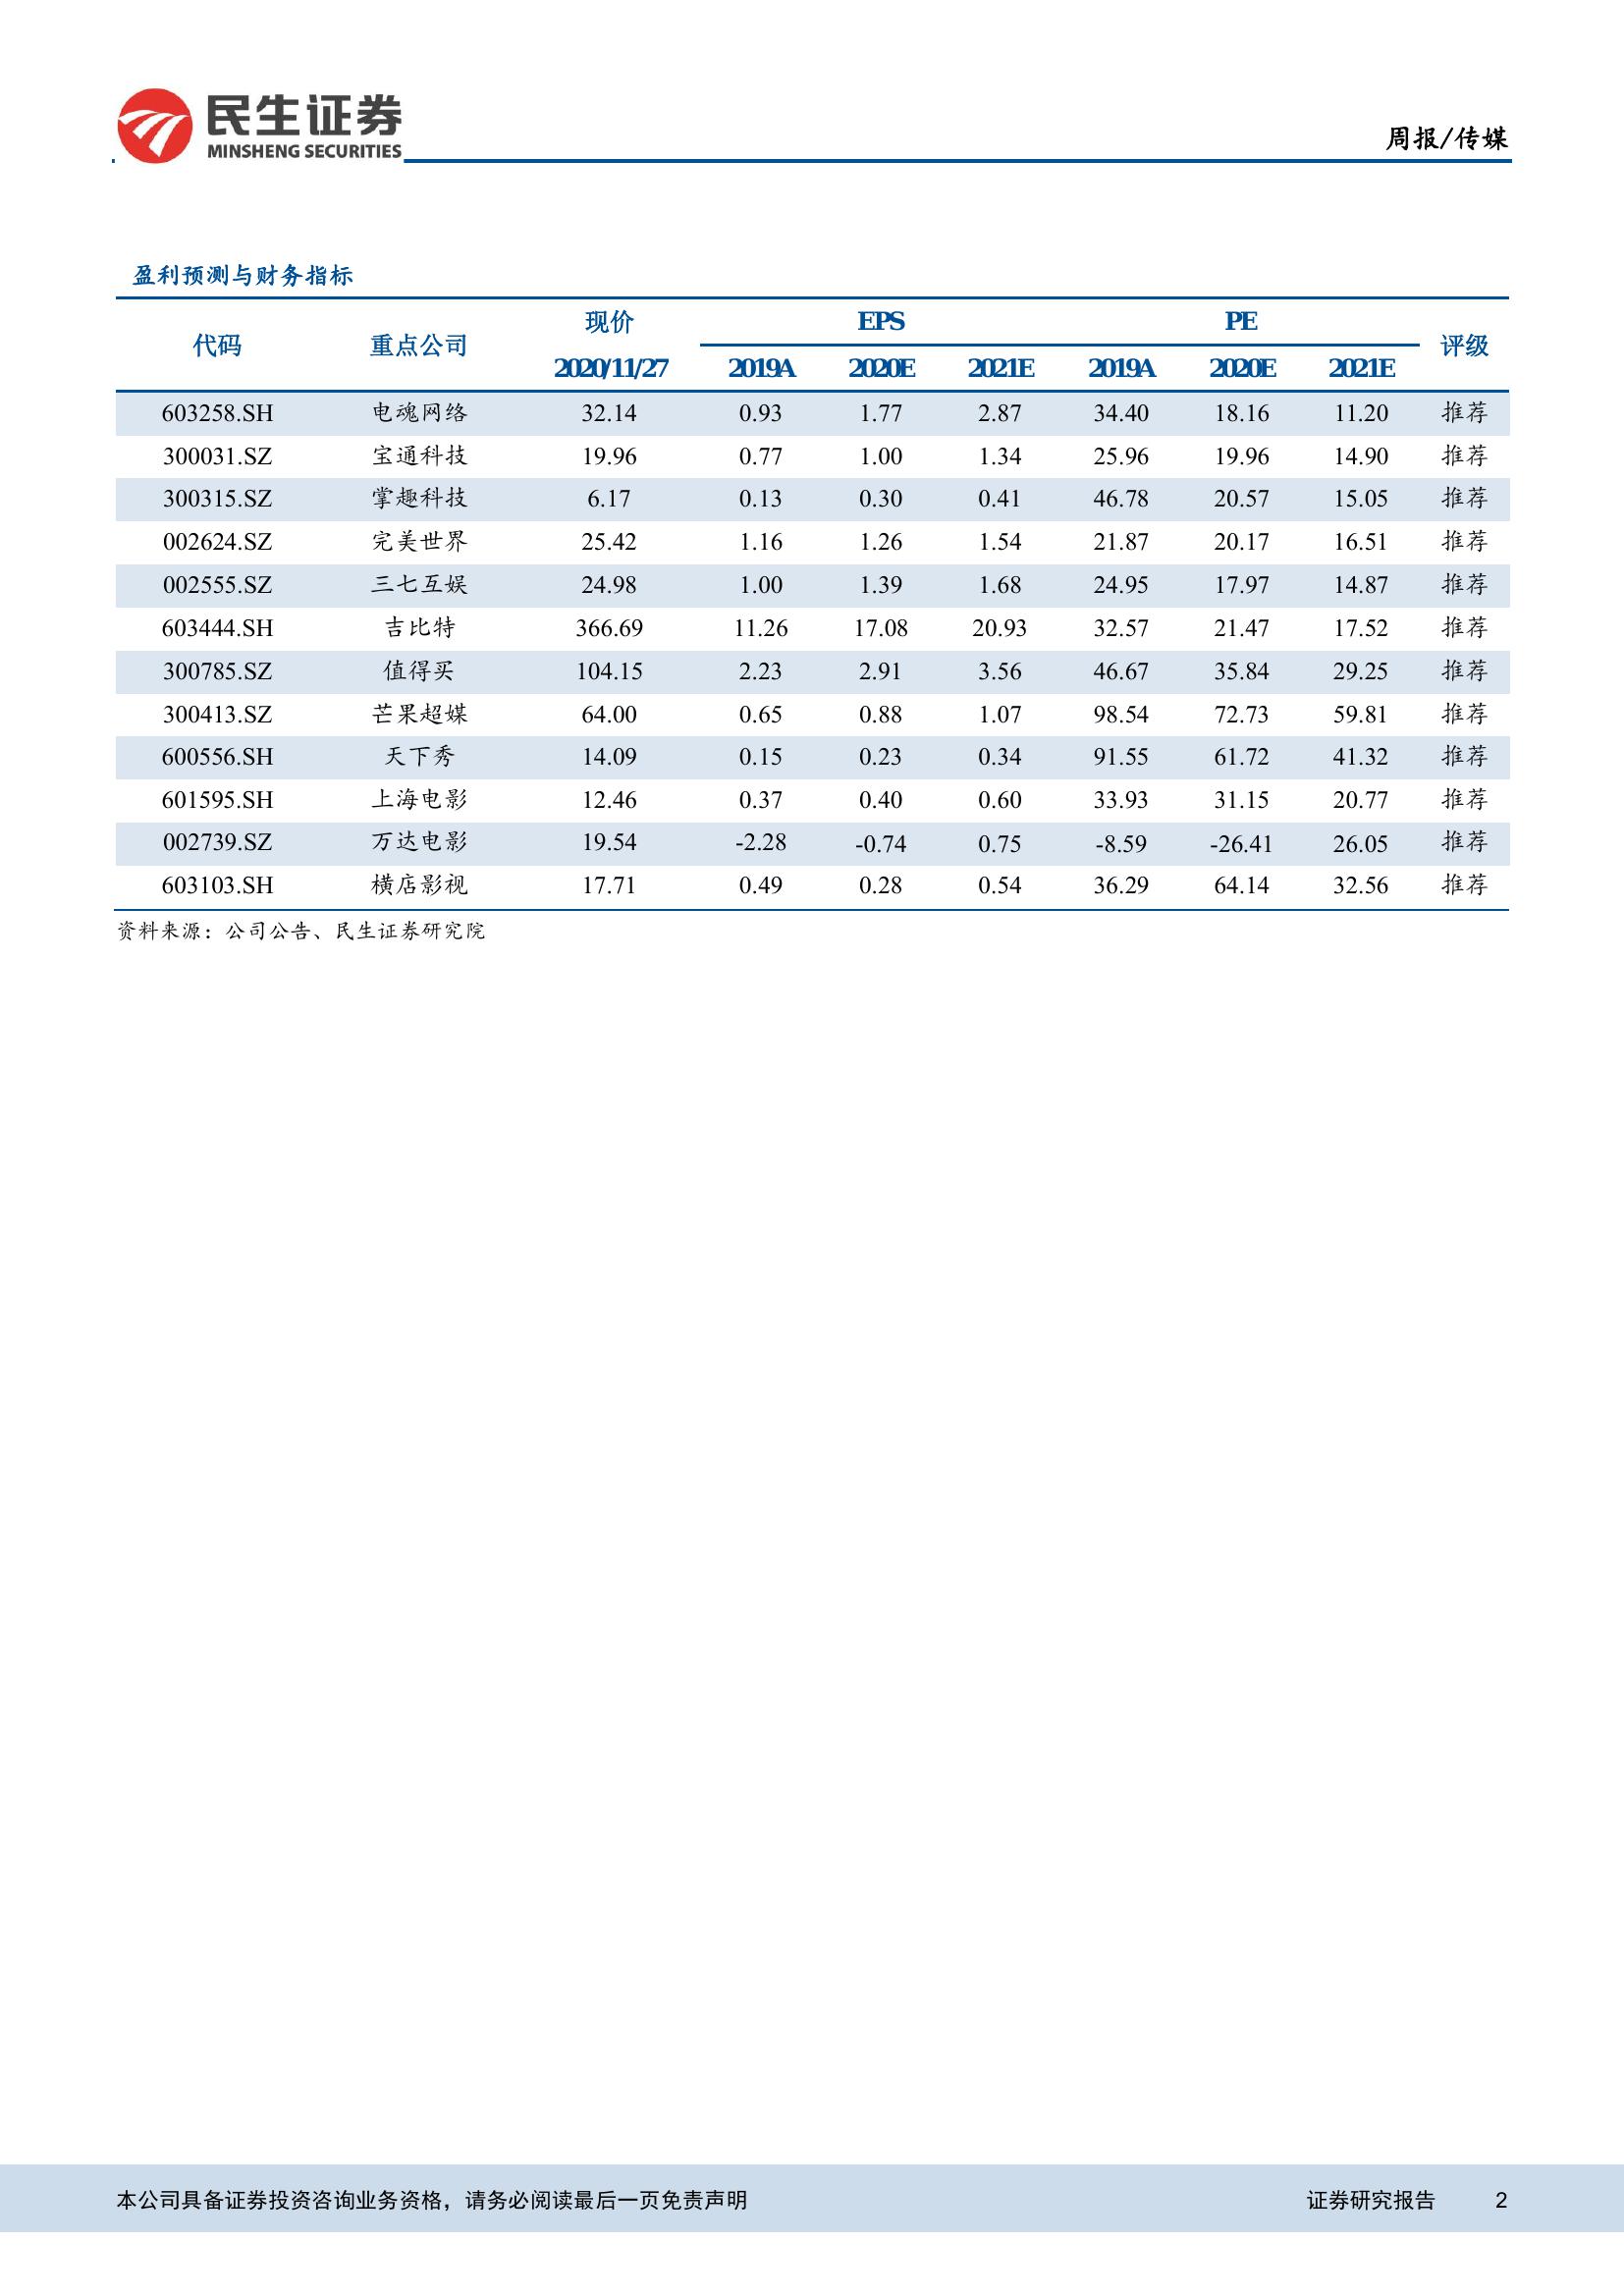 民生证券
MINSHENG SECURITIES
周报/传媒
盈利预测与财务指标
代码 重点公司 现价 EPS PE 评级
2020/11/27 2019A 2020E 2021E 2019A 2020E 2021E
603258.SH 电魂网络 32.14 0.93 1.77 2.87 34.40 18.16 11.20 推荐
300031.SZ 宝通科技 19.96 0.77 1.00 1.34 25.96 19.96 14.90 推荐
300315.SZ 掌趣科技 6.17 0.13 0.30 0.41 46.78 20.57 15.05 推荐
002624.SZ 完美世界 25.42 1.16 1.26 1.54 21.87 20.17 16.51 推荐
002555.SZ 三七互娱 24.98 1.00 1.39 1.68 24.95 17.97 14.87 推荐
603444.SH 吉比特 366.69 11.26 17.08 20.93 32.57 21.47 17.52 推荐
300785.SZ 值得买 104.15 2.23 2.91 3.56 46.67 35.84 29.25 推荐
300413.SZ 芒果超媒 64.00 0.65 0.88 1.07 98.54 72.73 59.81 推荐
600556.SH 天下秀 14.09 0.15 0.23 0.34 91.55 61.72 41.32 推荐
601595.SH 上海电影 12.46 0.37 0.40 0.60 33.93 31.15 20.77 推荐
002739.SZ 万达电影 19.54 -2.28 -0.74 0.75 -8.59 -26.41 26.05 推荐
603103.SH 横店影视 17.71 0.49 0.28 0.54 36.29 64.14 32.56 推荐
资料来源：公司公告、民生证券研究院
本公司具备证券投资咨询业务资格，请务必阅读最后一页免责声明 证券研究报告 2